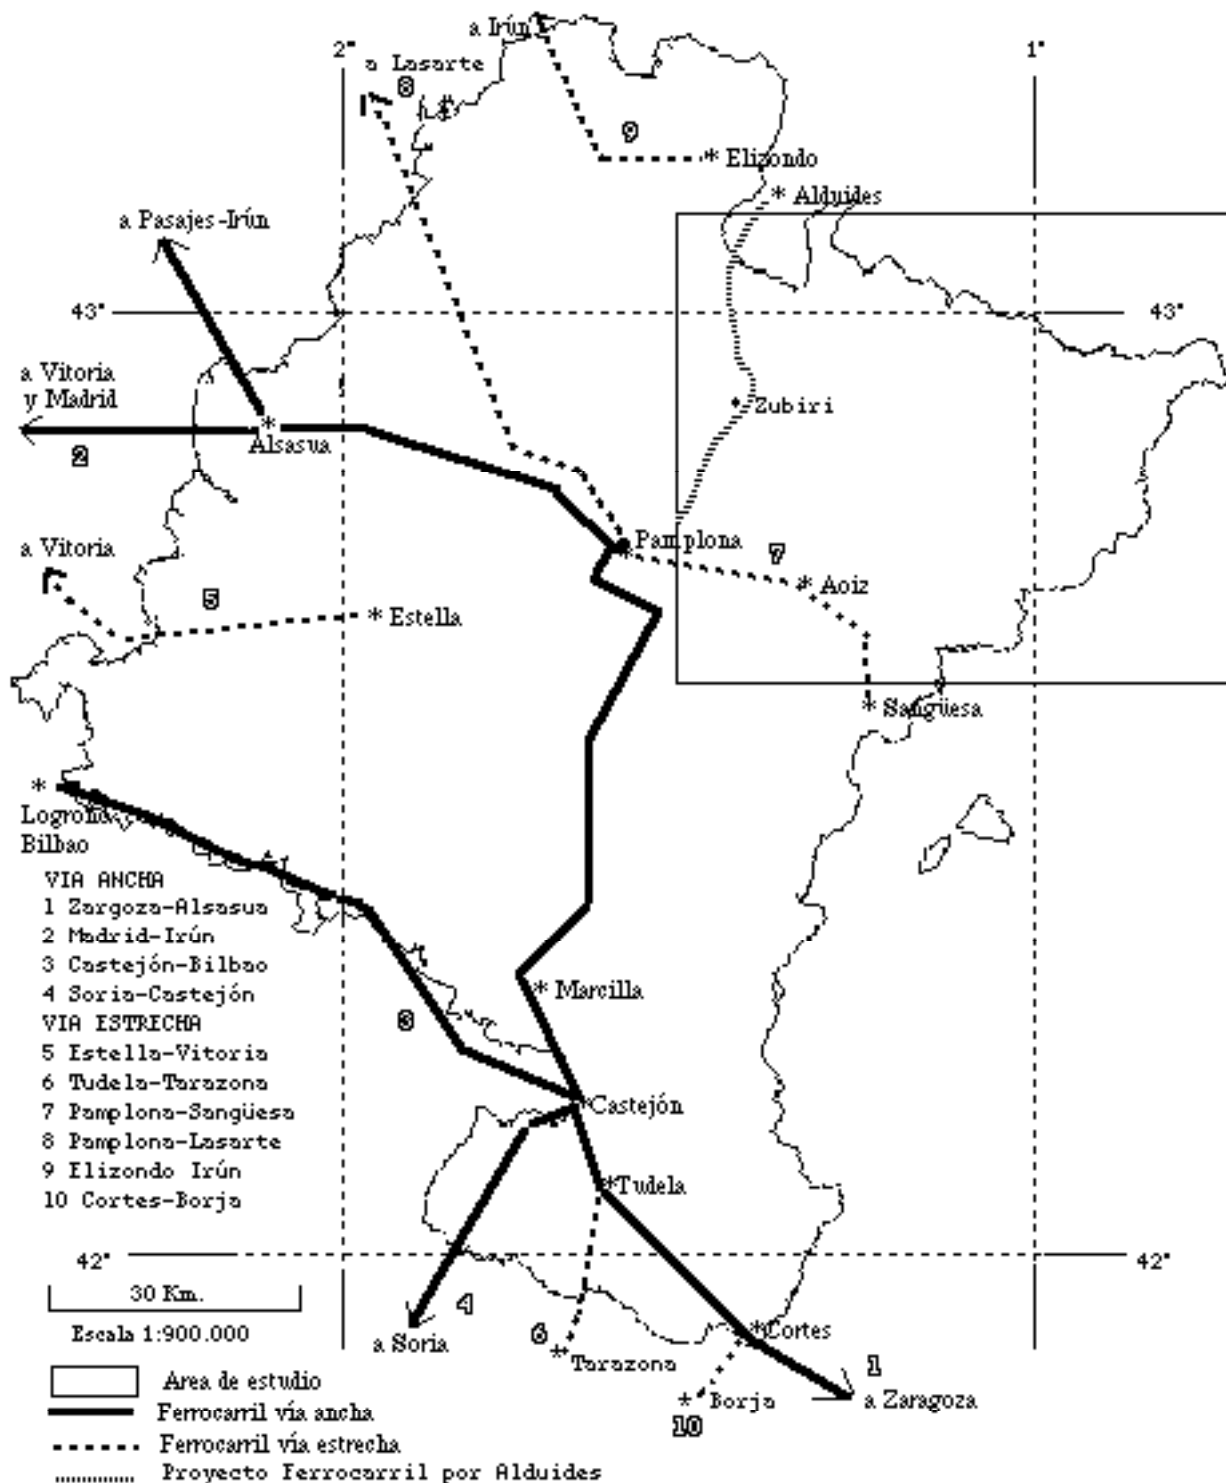 a Irún
2°
1°
a Lasarte
8
9
* Elizondo
* Alduides
a Pasajes-Irún
43°
43°
a Vitoria
y Madrid
* Zubiri
*
Alsasua
2
Pamplona
*
a Vitoria
7
* Aoiz
5
* Estella
* Sangüesa
*
Logroño
Bilbao
VIA ANCHA
1 Zargoza-Alsasua
2 Madrid-Irún
3 Castejón-Bilbao
4 Soria-Castejón
VIA ESTRECHA
5 Estella-Vitoria
6 Tudela-Tarazona
7 Pamplona-Sangüesa
8 Pamplona-Lasarte
9 Elizondo Irún
10 Cortes-Borja
* Marcilla
3
*Castejón
*Tudela
42°
42°
30 Km.
Escala 1:900.000
4
a Soria
6
*Tarazona
*Cortes
1
a Zaragoza
* Borja
10
Area de estudio
Ferrocarril vía ancha
Ferrocarril vía estrecha
Proyecto Ferrocarril por Alduides